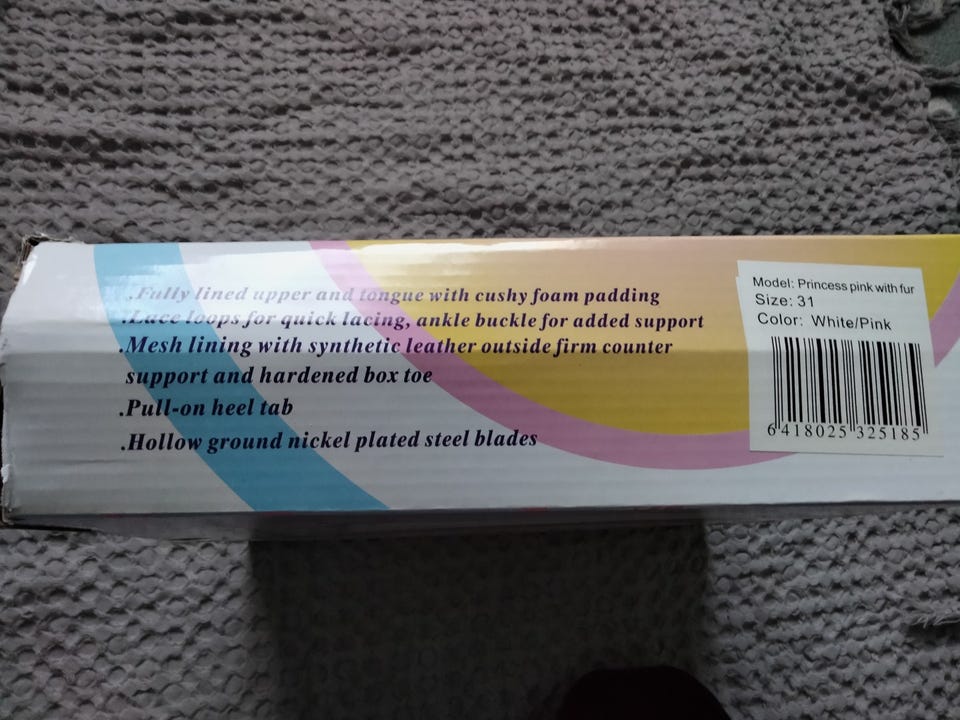 .Fully lined upper and tongue with cushy foam padding
.Lace loops for quick lacing, ankle buckle for added support
.Mesh lining with synthetic leather outside firm counter
support and hardened box toe
.Pull-on heel tab
.Hollow ground nickel plated steel blades
Model: Princess pink with fur
Size: 31
Color: White/Pink
6 418025 325185